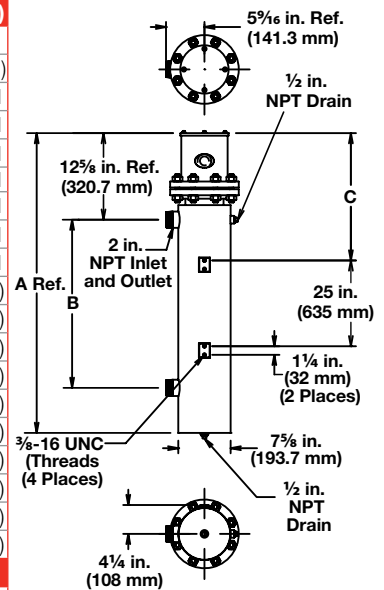 5 9⁄16 in. Ref.
(141.3 mm)
½ in.
NPT Drain
12⅝ in. Ref.
(320.7 mm)
C
2 in.
NPT Inlet
and Outlet
A Ref.
B
25 in.
(635 mm)
1¼ in.
(32 mm)
(2 Places)
⅜-16 UNC
(Threads
(4 Places)
7⅝ in.
(193.7 mm)
½ in.
NPT
Drain
4¼ in.
(108 mm)
)
)
)
)
)
)
)
)
)